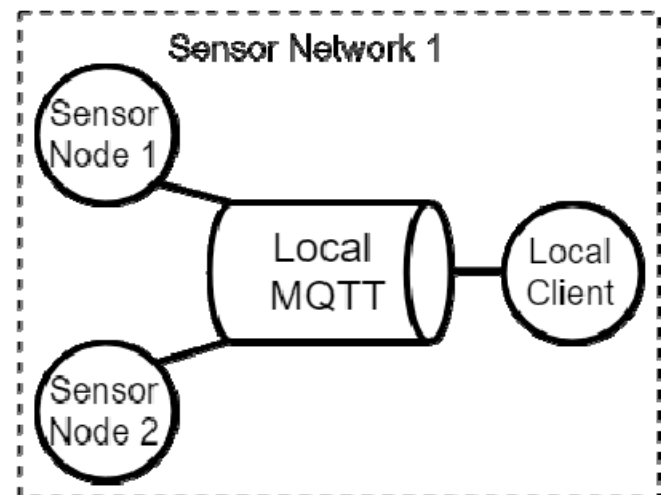 Sensor Network 1
Sensor
Node 1
Local
MQTT
Local
Client
Sensor
Node 2